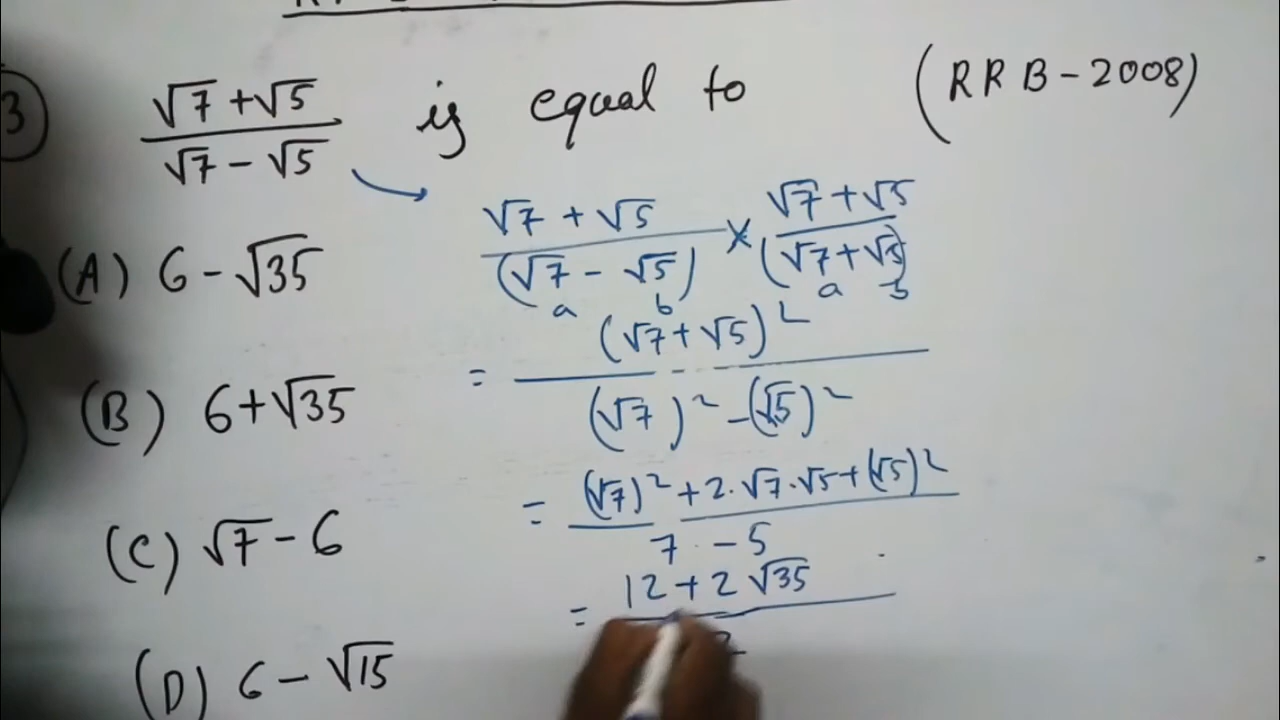 3
√7 + √5 / √7 - √5 is equal to (RRB - 2008)
√7 + √5 / (√7 - √5) × √7 + √5 / (√7 + √5)
a b a b
(A) 6 - √35
= (√7 + √5)² / (√7)² - (√5)²
(B) 6 + √35
= (√7)² + 2·√7·√5 + (√5)² / 7 - 5
(C) √7 - 6
= 12 + 2√35
(D) 6 - √15